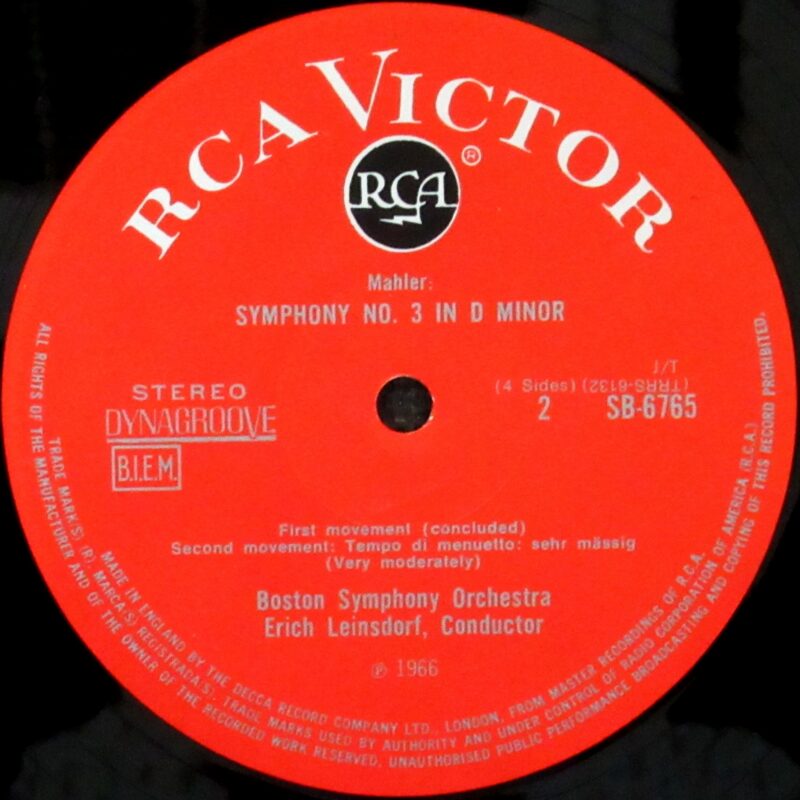 RCA VICTOR
RCA
®
Mahler:
SYMPHONY NO. 3 IN D MINOR
J/T
STEREO
(4 Sides) (TRRS-6132)
DYNAGROOVE
2 SB-6765
B.I.E.M.
First movement (concluded)
Second movement: Tempo di menuetto: sehr mässig
(Very moderately)
Boston Symphony Orchestra
Erich Leinsdorf, Conductor
℗ 1966
TRADE MARK(S) (R). MARCA(S) REGISTRADA(S). TRADE MARKS USED BY AUTHORITY AND UNDER CONTROL OF RADIO CORPORATION OF AMERICA (R.C.A.)
MADE IN ENGLAND BY THE DECCA RECORD COMPANY LTD., LONDON, FROM MASTER RECORDINGS OF R.C.A.
ALL RIGHTS OF THE MANUFACTURER AND OF THE OWNER OF THE RECORDED WORK RESERVED. UNAUTHORISED PUBLIC PERFORMANCE BROADCASTING AND COPYING OF THIS RECORD PROHIBITED.